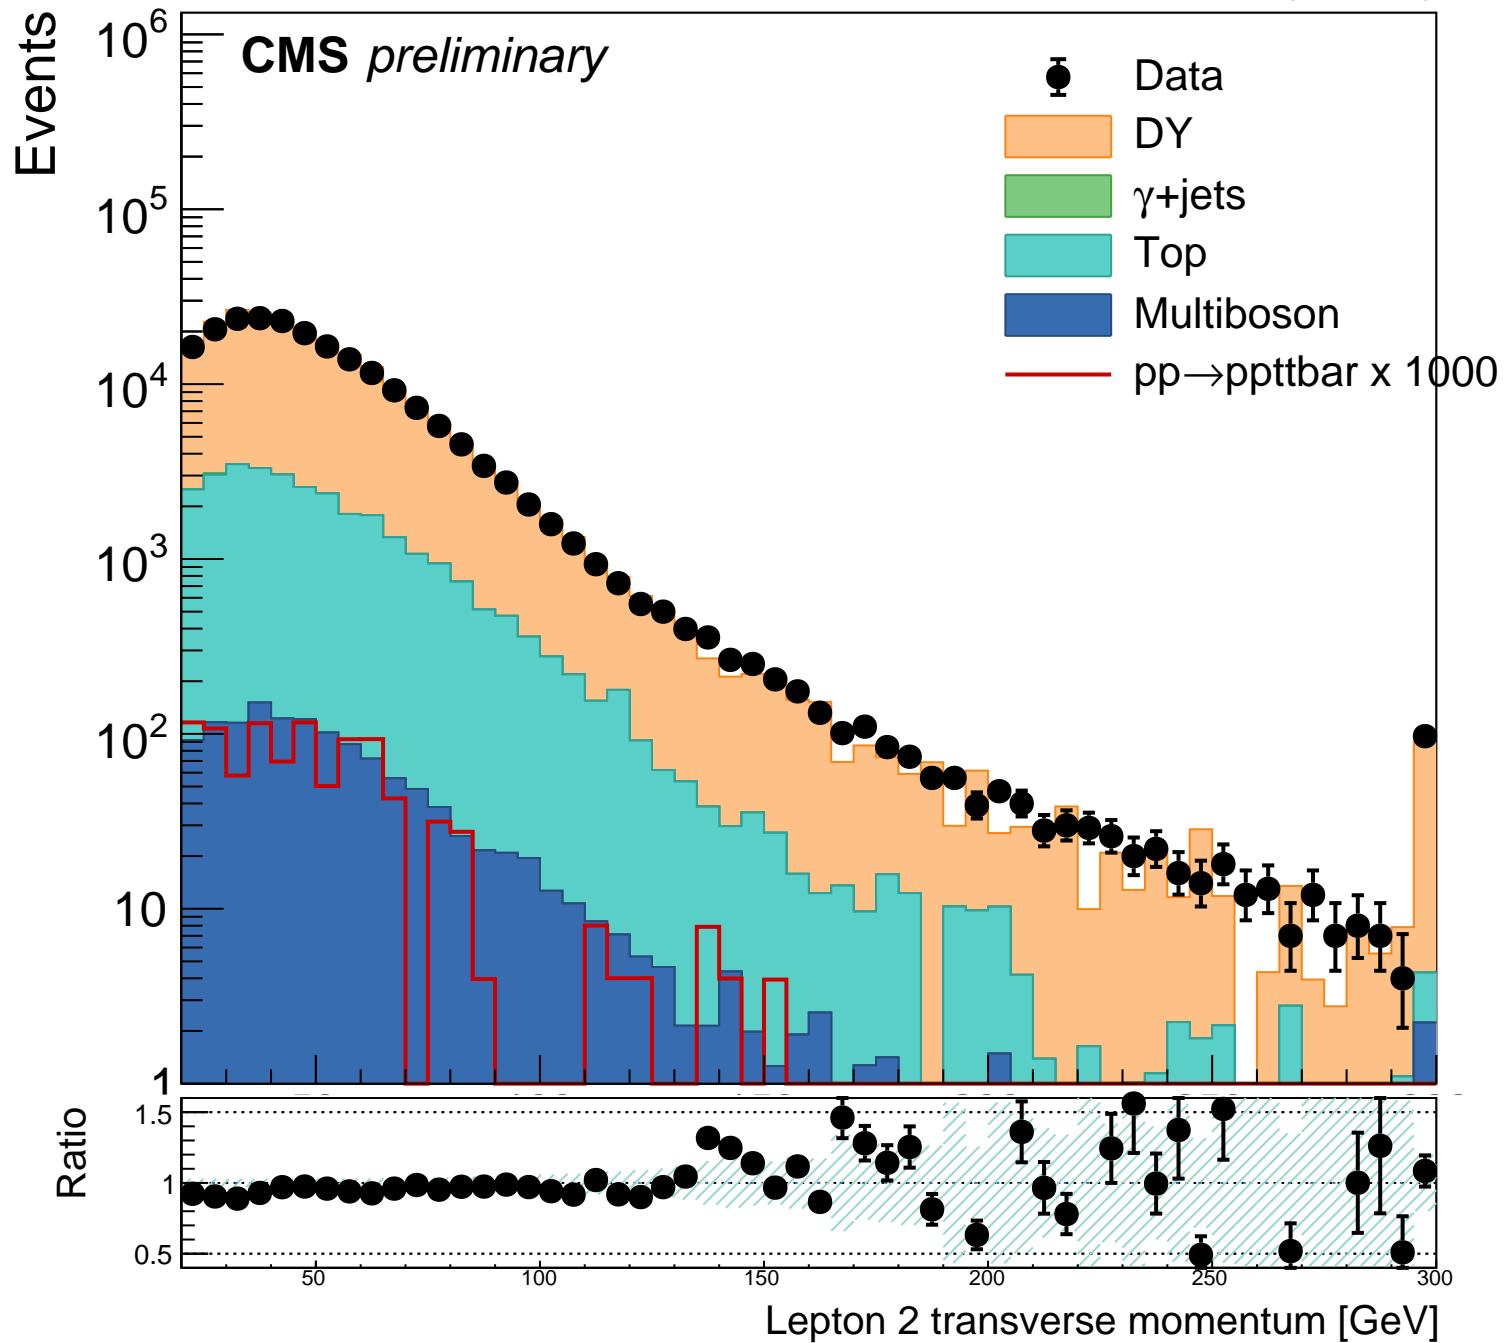 CMS preliminary
Events
10^6
10^5
10^4
10^3
10^2
10
1
Data
DY
γ+jets
Top
Multiboson
pp→ppttbar x 1000
Ratio
1.5
1
0.5
50 100 150 200 250 300
Lepton 2 transverse momentum [GeV]